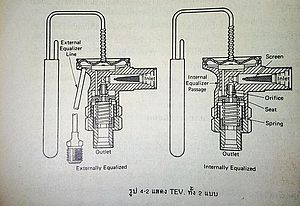 External
Equalizer
Line
Inlet
Outlet
Externally Equalized
Internal
Equalizer
Passage
Screen
Inlet
Orifice
Seat
Spring
Outlet
Internally Equalized
รูป 4-2 แสดง TEV. ทั้ง 2 แบบ